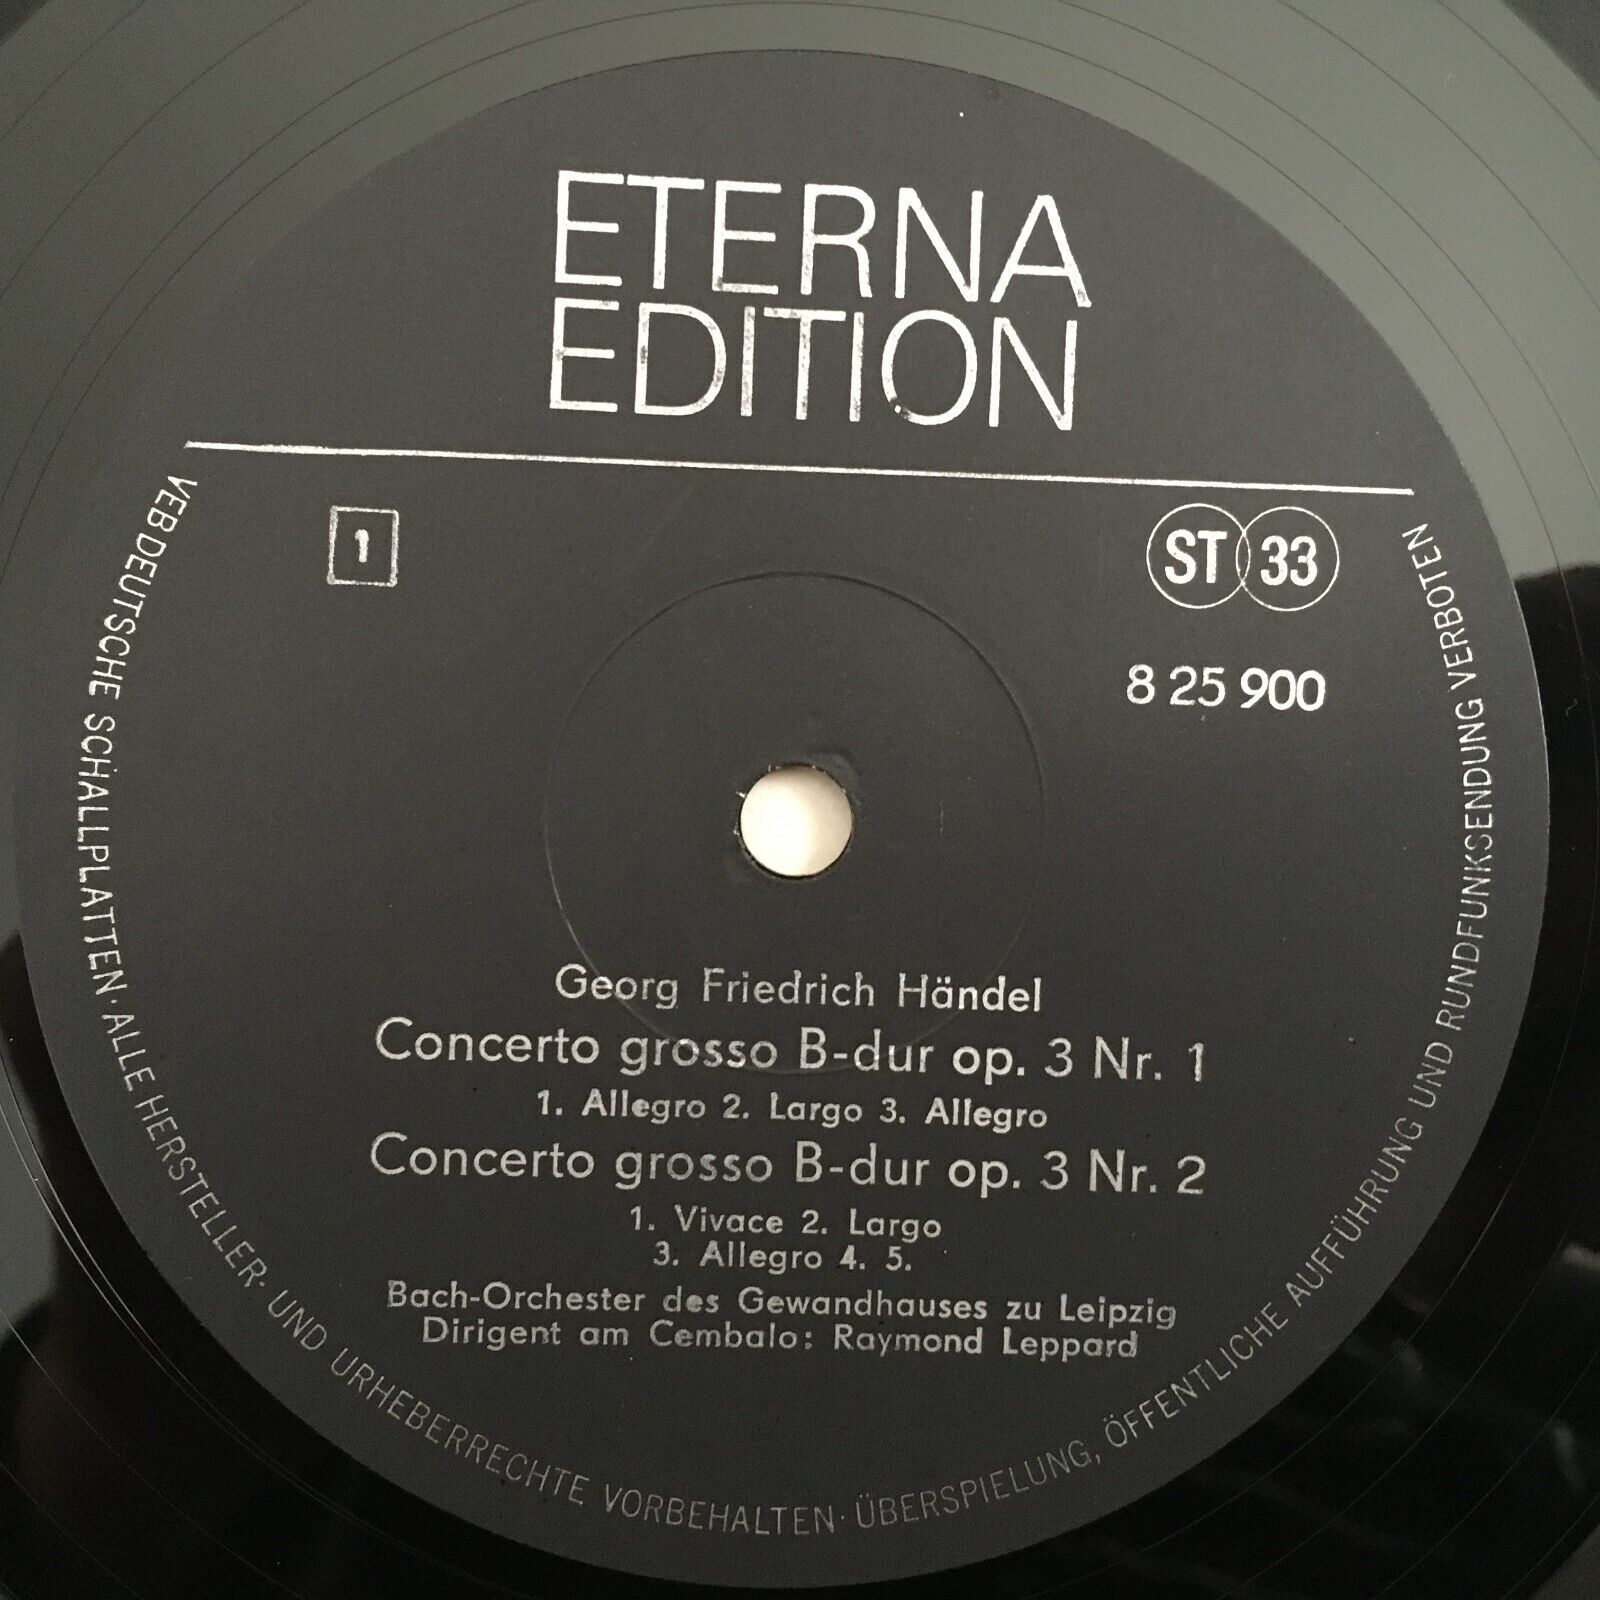 ETERNA
EDITION
1
ST 33
8 25 900
Georg Friedrich Händel
Concerto grosso B-dur op. 3 Nr. 1
1. Allegro 2. Largo 3. Allegro
Concerto grosso B-dur op. 3 Nr. 2
1. Vivace 2. Largo
3. Allegro 4. 5.
Bach-Orchester des Gewandhauses zu Leipzig
Dirigent am Cembalo: Raymond Leppard
VEB DEUTSCHE SCHALLPLATTEN · ALLE HERSTELLER- UND URHEBERRECHTE VORBEHALTEN · ÜBERSPIELUNG, ÖFFENTLICHE AUFFÜHRUNG UND RUNDFUNKSENDUNG VERBOTEN